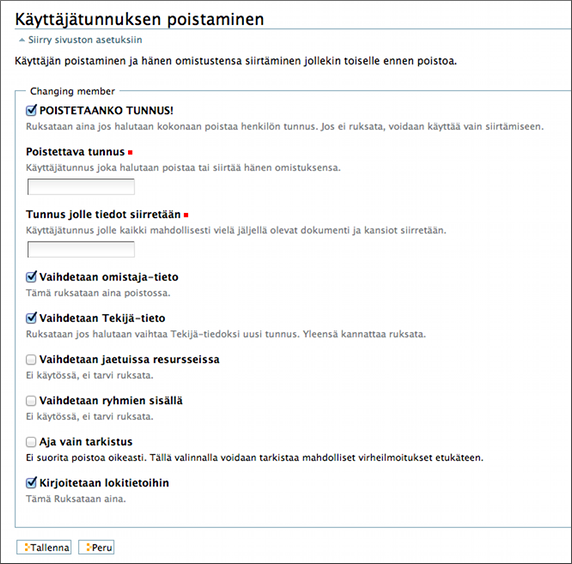 Käyttäjätunnuksen poistaminen
Siirry sivuston asetuksiin
Käyttäjän poistaminen ja hänen omistustensa siirtäminen jollekin toiselle ennen poistoa.
Changing member
POISTETAANKO TUNNUS!
Ruksataan aina jos halutaan kokonaan poistaa henkilön tunnus. Jos ei ruksata, voidaan käyttää vain siirtämiseen.
Poistettava tunnus
Käyttäjätunnus joka halutaan poistaa tai siirtää hänen omistuksensa.
Tunnus jolle tiedot siirretään
Käyttäjätunnus jolle kaikki mahdollisesti vielä jäljellä olevat dokumenti ja kansiot siirretään.
Vaihdetaan omistaja-tieto
Tämä ruksataan aina poistossa.
Vaihdetaan Tekijä-tieto
Ruksataan jos halutaan vaihtaa Tekijä-tiedoksi uusi tunnus. Yleensä kannattaa ruksata.
Vaihdetaan jaetuissa resursseissa
Ei käytössä, ei tarvi ruksata.
Vaihdetaan ryhmien sisällä
Ei käytössä, ei tarvi ruksata.
Aja vain tarkistus
Ei suorita poistoa oikeasti. Tällä valinnalla voidaan tarkistaa mahdolliset virheilmoitukset etukäteen.
Kirjoitetaan lokitietoihin
Tämä Ruksataan aina.
Tallenna Peru